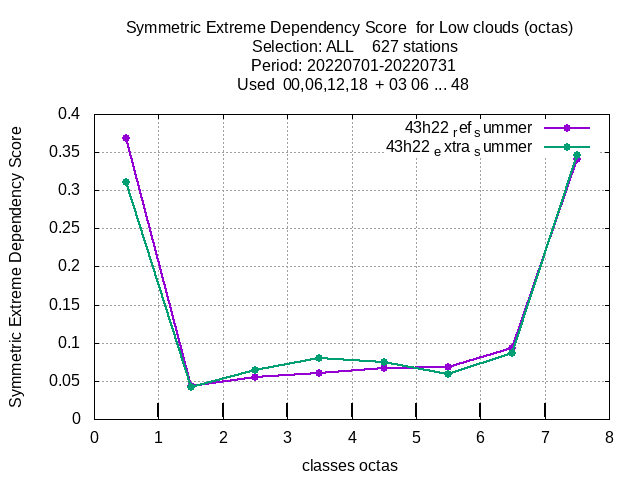 Symmetric Extreme Dependency Score  for Low clouds (octas)
Selection: ALL    627 stations
Period: 20220701-20220731
Used  00,06,12,18  + 03 06 ... 48
43h22 ref summer
43h22 extra summer
Symmetric Extreme Dependency Score
0.4
0.35
0.3
0.25
0.2
0.15
0.1
0.05
0
0 1 2 3 4 5 6 7 8
classes octas